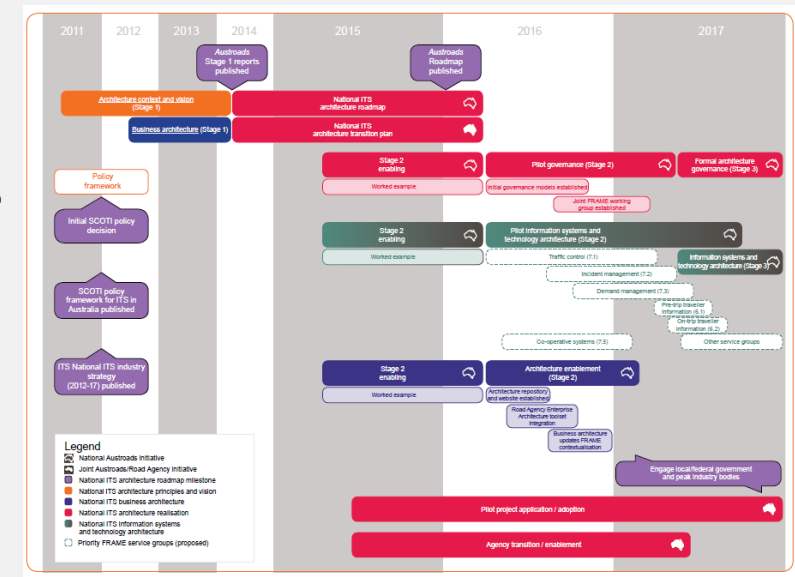 2011
2012
2013
2014
2015
2016
2017
Austroads
Stage 1 reports
published
Austroads
Roadmap
published
Architecture context and vision
(Stage 1)
National ITS
architecture roadmap
Business architecture (Stage 1)
National ITS
architecture transition plan
Policy
framework
Stage 2
enabling
Pilot governance (Stage 2)
Formal architecture
governance (Stage 3)
Worked example
Initial governance models established
Joint FRAME working
group established
Initial SCOTI policy
decision
Stage 2
enabling
Pilot information systems and
technology architecture (Stage 2)
Worked example
Traffic control (7.1)
Information systems and
technology architecture (Stage 3)
Incident management (7.2)
SCOTI policy
framework for ITS in
Australia published
Demand management (7.3)
Pre-trip traveller
information (6.1)
On-trip traveller
information (6.2)
Co-operative systems (7.5)
Other service groups
ITS National ITS industry
strategy
(2012-17) published
Stage 2
enabling
Architecture enablement
(Stage 2)
Worked example
Architecture repository
and website established
Road Agency Enterprise
Architecture toolset
integration
Business architecture
updates FRAME
contextualisation
Legend
National Austroads Initiative
Joint Austroads/Road Agency Initiative
National ITS architecture roadmap milestone
National ITS architecture principles and vision
National ITS business architecture
National ITS architecture realisation
National ITS information systems
and technology architecture
Priority FRAME service groups (proposed)
Engage local/federal government
and peak industry bodies
Pilot project application / adoption
Agency transition / enablement